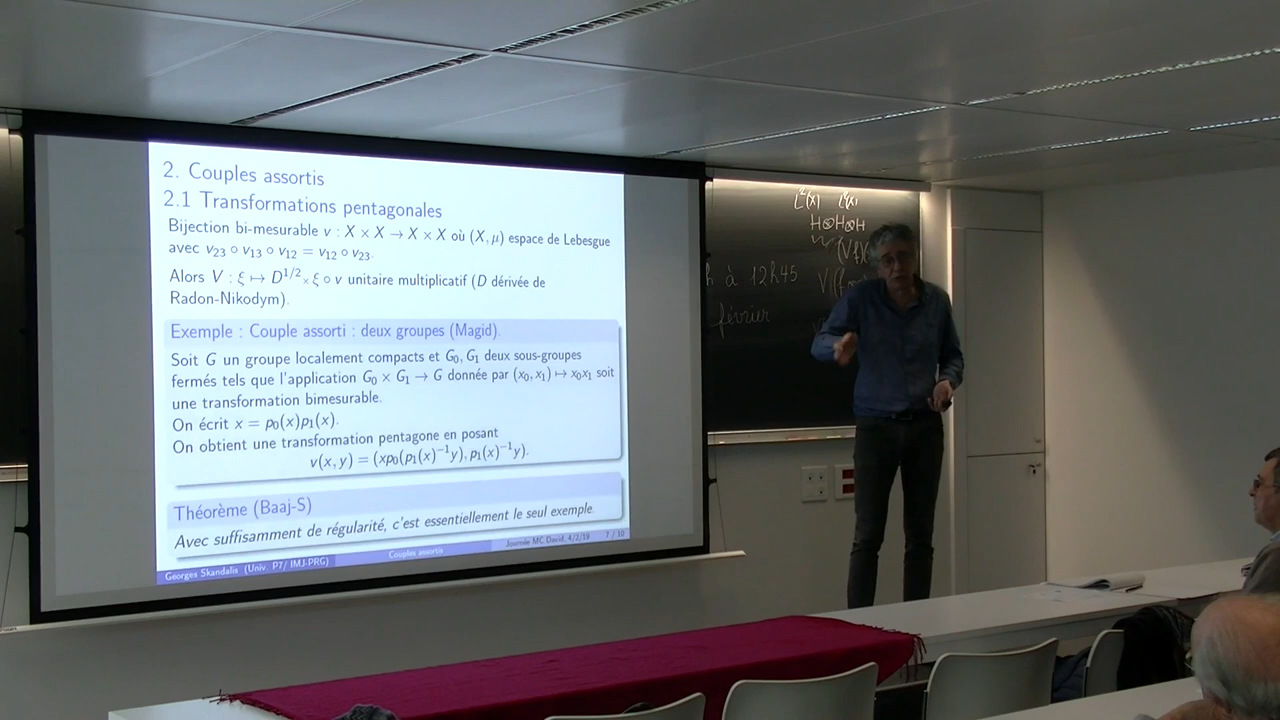 2. Couples assortis
2.1 Transformations pentagonales
Bijection bi-mesurable v : X × X → X × X où (X, μ) espace de Lebesgue
avec v₂₃ ∘ v₁₃ ∘ v₁₂ = v₁₂ ∘ v₂₃.
Alors V : ξ ↦ D^{1/2} × ξ ∘ v unitaire multiplicatif (D dérivée de
Radon-Nikodym).
Exemple : Couple assorti : deux groupes (Magid).
Soit G un groupe localement compacts et G₀, G₁ deux sous-groupes
fermés tels que l'application G₀ × G₁ → G donnée par (x₀, x₁) ↦ x₀x₁ soit
une transformation bimesurable.
On écrit x = p₀(x)p₁(x).
On obtient une transformation pentagone en posant
v(x, y) = (xp₀(p₁(x)⁻¹y), p₁(x)⁻¹y).
Théorème (Baaj-S)
Avec suffisamment de régularité, c'est essentiellement le seul exemple.
Georges Skandalis (Univ. P7/ IMJ-PRG)
Couples assortis
Journée MC David, 4/2/19
7 / 10
L²(X) L²(X)
H⊗H⊗H
à 12h45
février